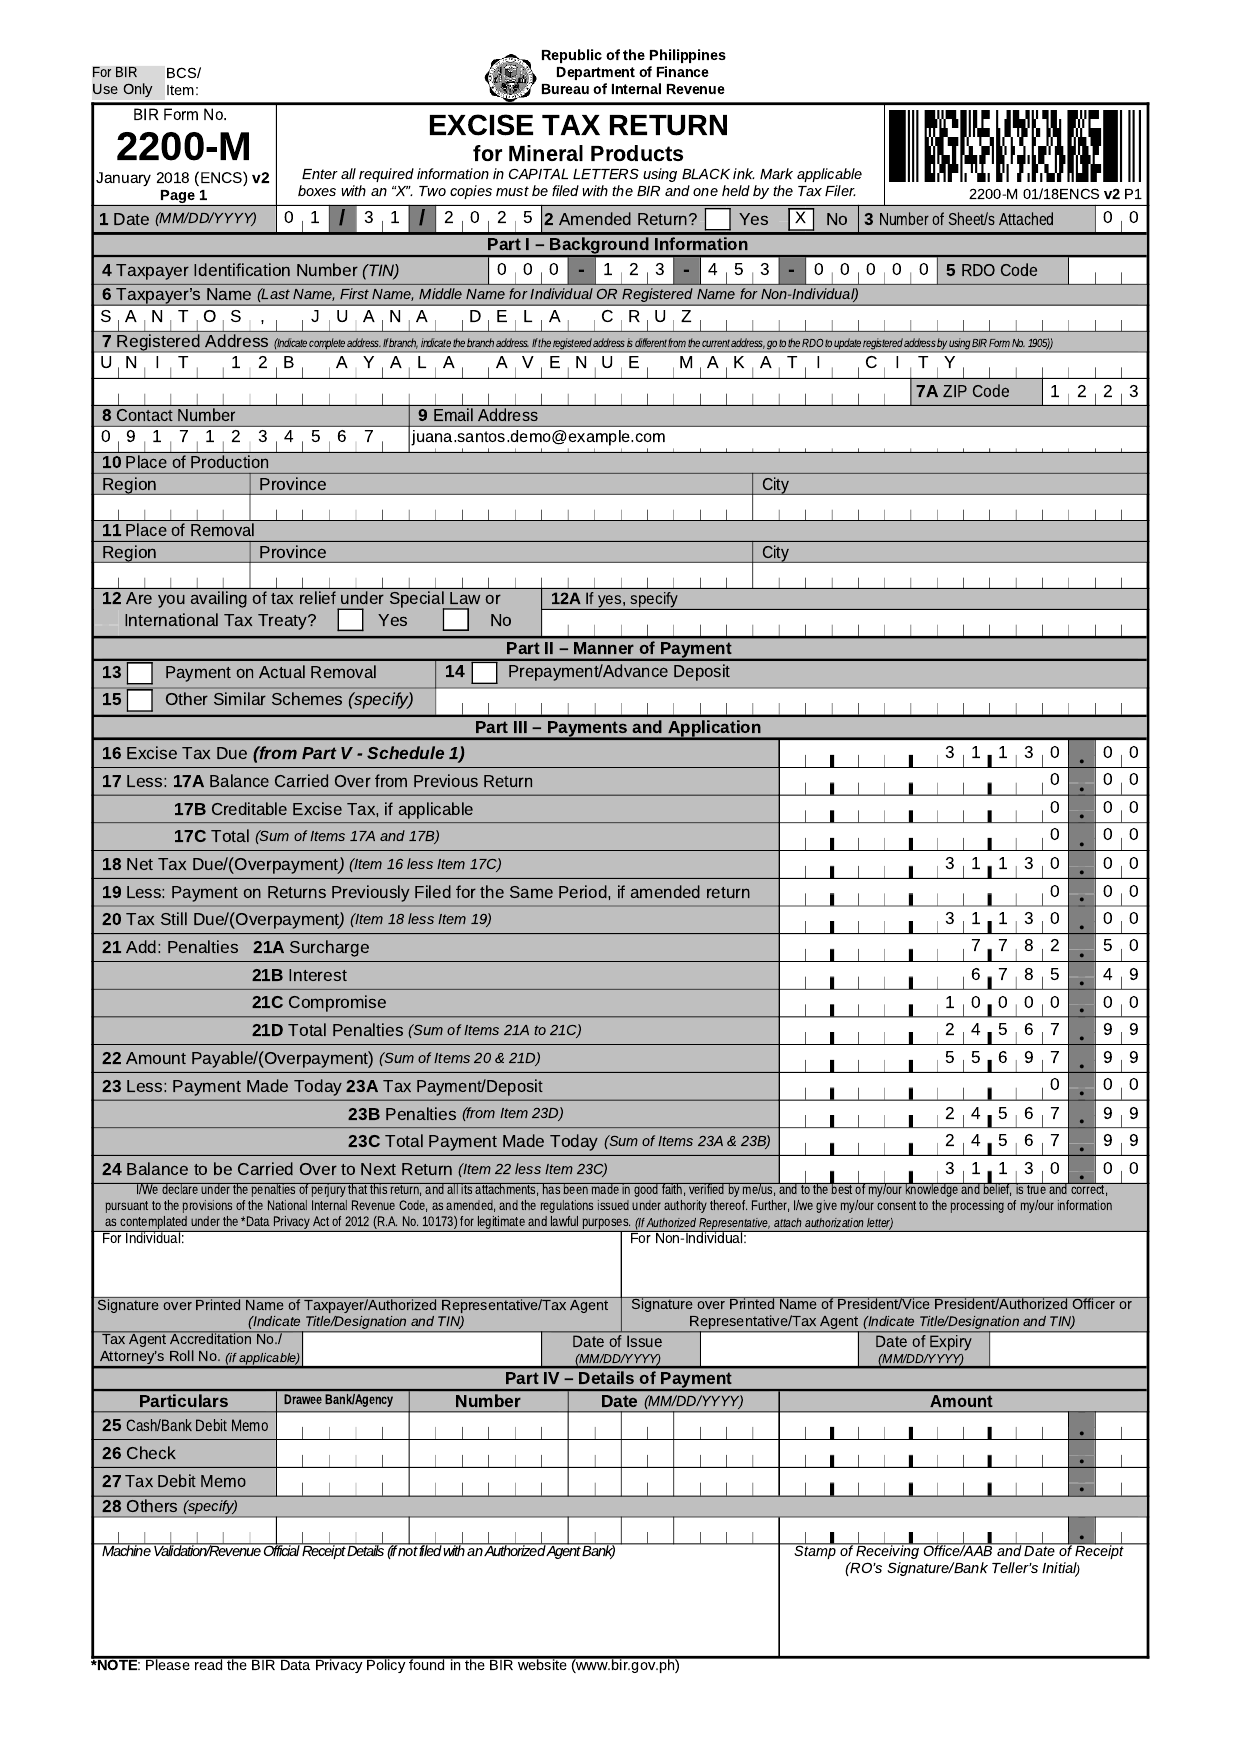 Republic of the Philippines
Department of Finance
Bureau of Internal Revenue
For BIR Use Only
BCS/ Item:
BIR Form No.
2200-M
January 2018 (ENCS) v2
Page 1
EXCISE TAX RETURN
for Mineral Products
Enter all required information in CAPITAL LETTERS using BLACK ink. Mark applicable
boxes with an “X”. Two copies must be filed with the BIR and one held by the Tax Filer.
2200-M 01/18ENCS v2 P1
1 Date (MM/DD/YYYY) 01/31/2025 2 Amended Return? Yes X No 3 Number of Sheet/s Attached 00
Part I – Background Information
4 Taxpayer Identification Number (TIN) 000-123-453-00000 5 RDO Code
6 Taxpayer's Name (Last Name, First Name, Middle Name for Individual OR Registered Name for Non-Individual)
SANTOS, JUANA DELA CRUZ
7 Registered Address (Indicate complete address. If branch, indicate the branch address. If the registered address is different from the current address, go to the RDO to update registered address by using BIR Form No. 1905))
UNIT 12B AYALA AVENUE MAKATI CITY
7A ZIP Code 1223
8 Contact Number 9 Email Address
09171234567 juana.santos.demo@example.com
10 Place of Production
Region Province City
11 Place of Removal
Region Province City
12 Are you availing of tax relief under Special Law or 12A If yes, specify
International Tax Treaty? Yes No
Part II – Manner of Payment
13 Payment on Actual Removal 14 Prepayment/Advance Deposit
15 Other Similar Schemes (specify)
Part III – Payments and Application
16 Excise Tax Due (from Part V - Schedule 1) 31130.00
17 Less: 17A Balance Carried Over from Previous Return 0.00
17B Creditable Excise Tax, if applicable 0.00
17C Total (Sum of Items 17A and 17B) 0.00
18 Net Tax Due/(Overpayment) (Item 16 less Item 17C) 31130.00
19 Less: Payment on Returns Previously Filed for the Same Period, if amended return 0.00
20 Tax Still Due/(Overpayment) (Item 18 less Item 19) 31130.00
21 Add: Penalties 21A Surcharge 7782.50
21B Interest 6785.49
21C Compromise 10000.00
21D Total Penalties (Sum of Items 21A to 21C) 24567.99
22 Amount Payable/(Overpayment) (Sum of Items 20 & 21D) 55697.99
23 Less: Payment Made Today 23A Tax Payment/Deposit 0.00
23B Penalties (from Item 23D) 24567.99
23C Total Payment Made Today (Sum of Items 23A & 23B) 24567.99
24 Balance to be Carried Over to Next Return (Item 22 less Item 23C) 31130.00
I/We declare under the penalties of perjury that this return, and all its attachments, has been made in good faith, verified by me/us, and to the best of my/our knowledge and belief, is true and correct,
pursuant to the provisions of the National Internal Revenue Code, as amended, and the regulations issued under authority thereof. Further, I/we give my/our consent to the processing of my/our information
as contemplated under the *Data Privacy Act of 2012 (R.A. No. 10173) for legitimate and lawful purposes. (If Authorized Representative, attach authorization letter)
For Individual: For Non-Individual:
Signature over Printed Name of Taxpayer/Authorized Representative/Tax Agent
(Indicate Title/Designation and TIN)
Signature over Printed Name of President/Vice President/Authorized Officer or
Representative/Tax Agent (Indicate Title/Designation and TIN)
Tax Agent Accreditation No./
Attorney's Roll No. (if applicable)
Date of Issue
(MM/DD/YYYY)
Date of Expiry
(MM/DD/YYYY)
Part IV – Details of Payment
Particulars Drawee Bank/Agency Number Date (MM/DD/YYYY) Amount
25 Cash/Bank Debit Memo
26 Check
27 Tax Debit Memo
28 Others (specify)
Machine Validation/Revenue Official Receipt Details (if not filed with an Authorized Agent Bank)
Stamp of Receiving Office/AAB and Date of Receipt
(RO's Signature/Bank Teller's Initial)
*NOTE: Please read the BIR Data Privacy Policy found in the BIR website (www.bir.gov.ph)